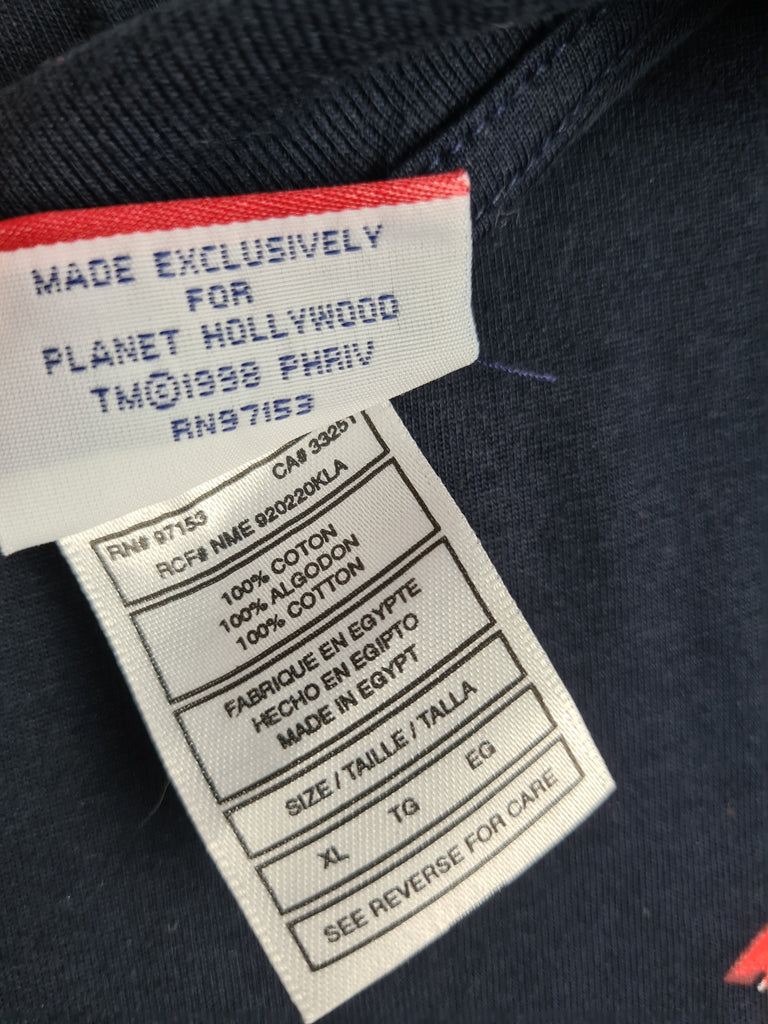 MADE EXCLUSIVELY
FOR
PLANET HOLLYWOOD
TM©1998 PHRIV
RN97153
RN# 97153 CA# 33251
RCF# NME 920220KLA
100% COTON
100% ALGODON
100% COTTON
FABRIQUE EN EGYPTE
HECHO EN EGIPTO
MADE IN EGYPT
SIZE / TAILLE / TALLA
XL TG EG
SEE REVERSE FOR CARE